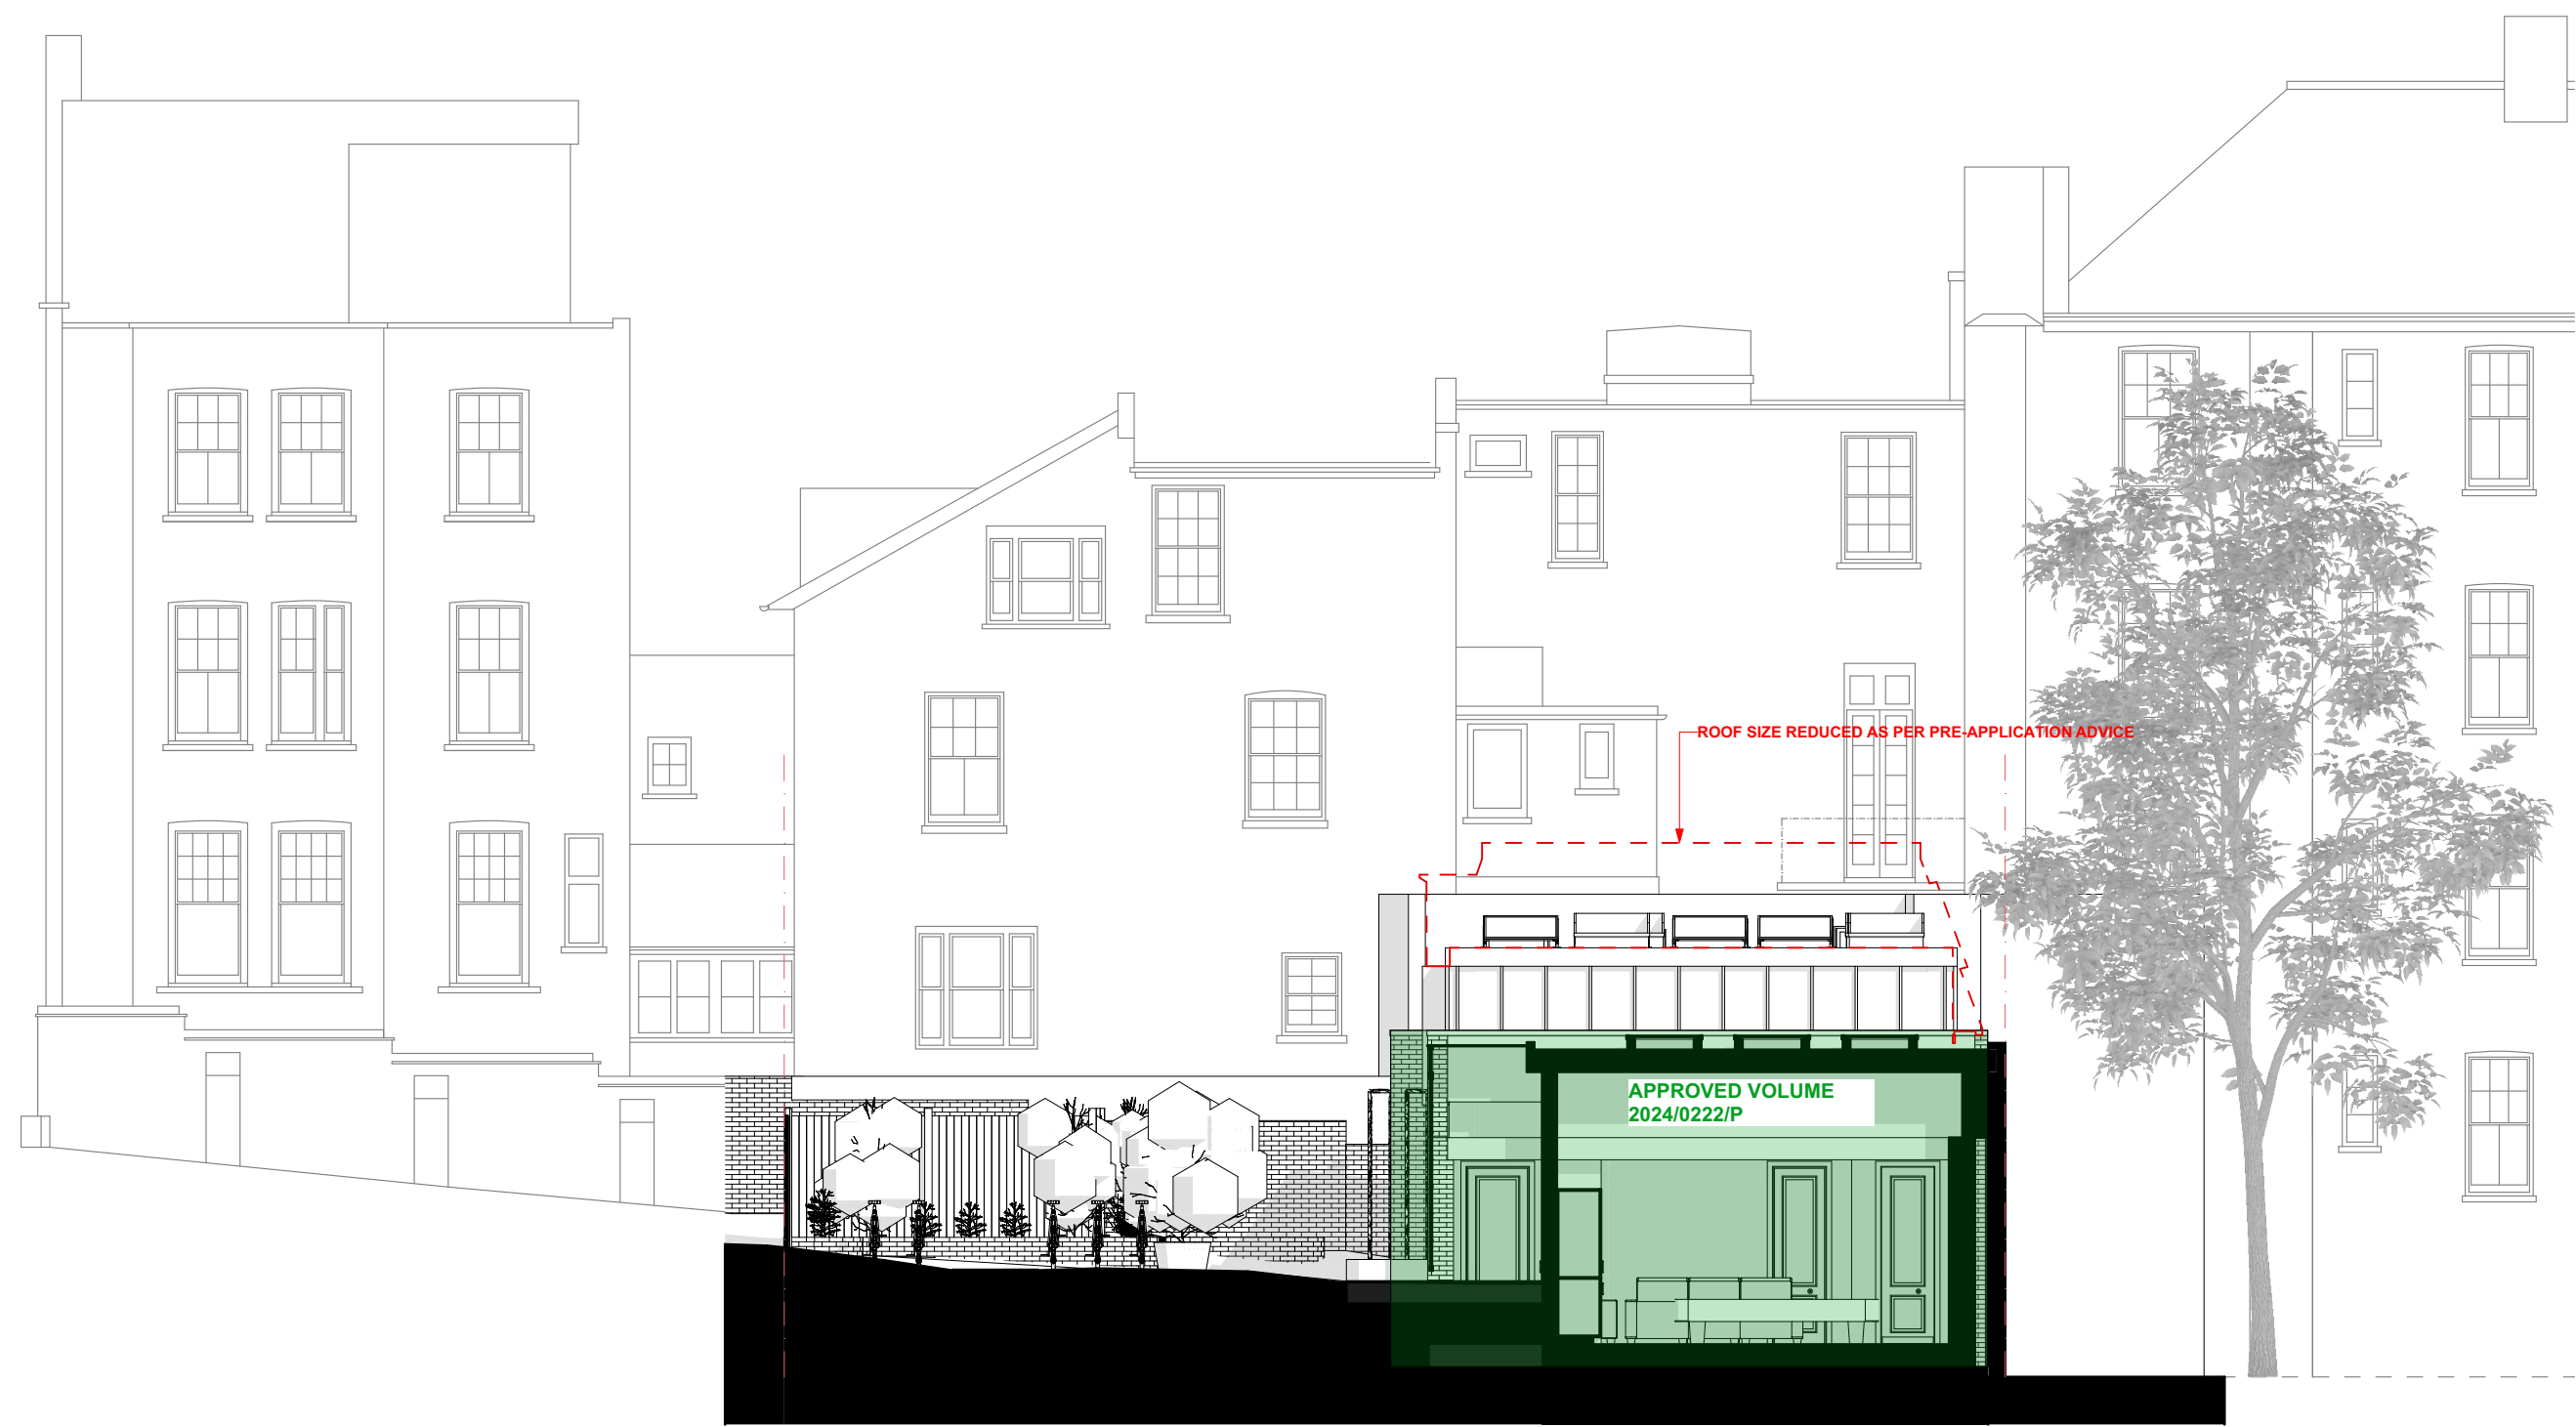 ROOF SIZE REDUCED AS PER PRE-APPLICATION ADVICE
APPROVED VOLUME
2024/0222/P